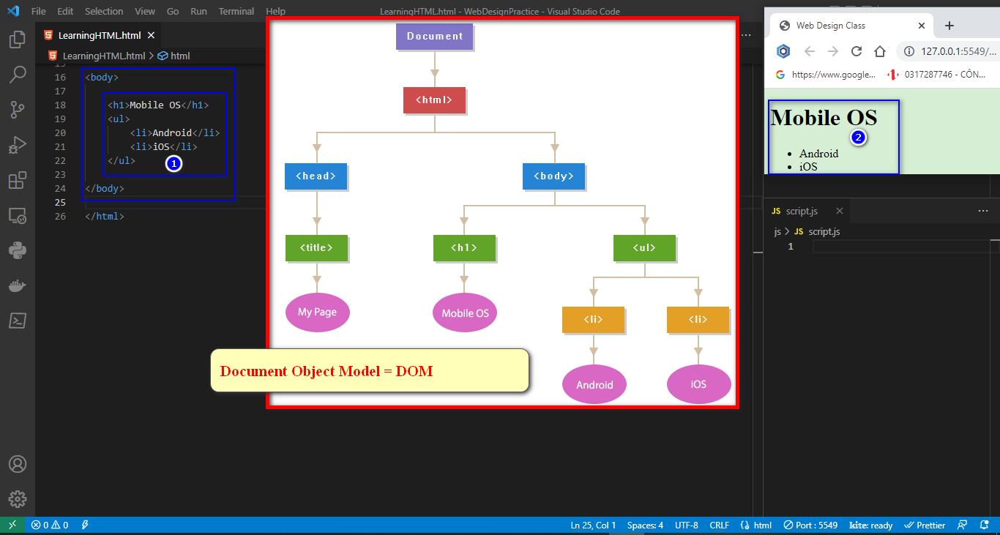 File Edit Selection View Go Run Terminal Help
LearningHTML.html - WebDesignPractice - Visual Studio Code
LearningHTML.html
LearningHTML.html > html
15
16 <body>
17
18 <h1>Mobile OS</h1>
19 <ul>
20 <li>Android</li>
21 <li>iOS</li>
22 </ul>
23
24 </body>
25
26 </html>
1
Document
<html>
<head>
<body>
<title>
<h1>
<ul>
My Page
Mobile OS
<li>
<li>
Android
iOS
Document Object Model = DOM
Web Design Class
127.0.0.1:5549/...
https://www.google...
0317287746 - CÔN...
Mobile OS
2
• Android
• iOS
JS script.js
js > JS script.js
1
0 0
Ln 25, Col 1 Spaces: 4 UTF-8 CRLF html Port : 5549 kite: ready Prettier